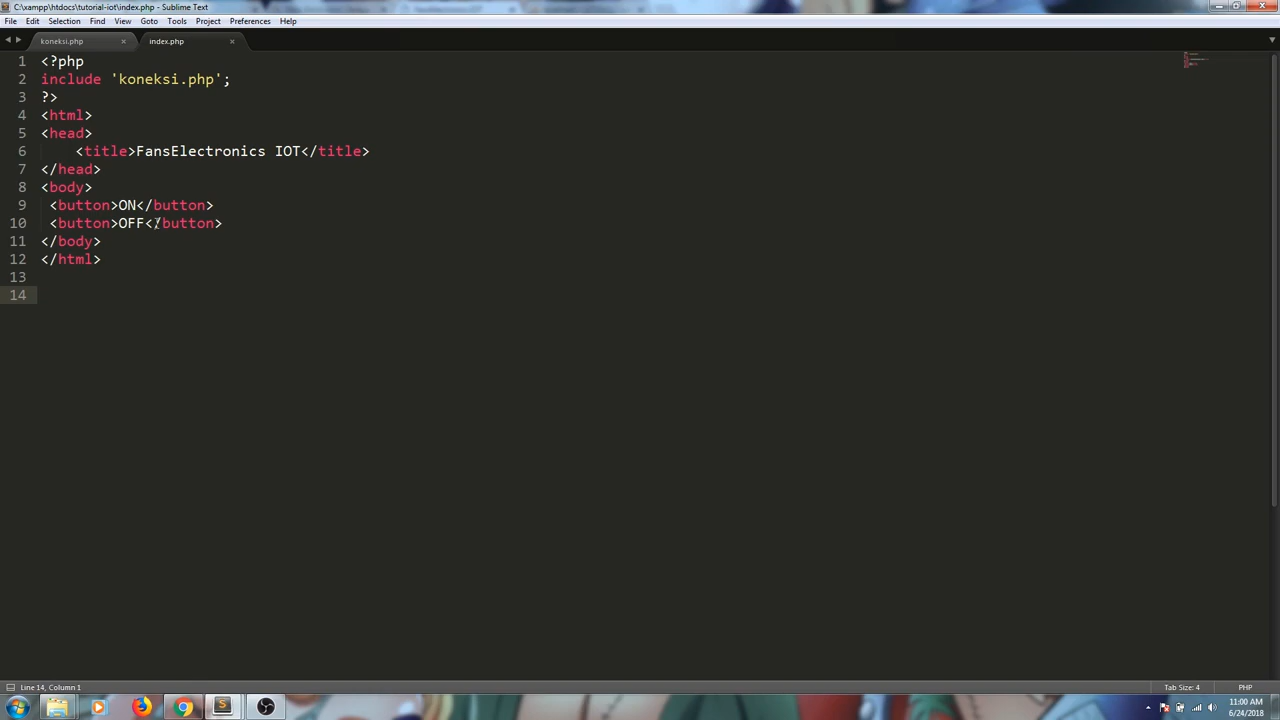 C:\xampp\htdocs\tutorial-iot\index.php - Sublime Text
File Edit Selection Find View Goto Tools Project Preferences Help
koneksi.php index.php
1 <?php
2 include 'koneksi.php';
3 ?>
4 <html>
5 <head>
6 <title>FansElectronics IOT</title>
7 </head>
8 <body>
9 <button>ON</button>
10 <button>OFF</button>
11 </body>
12 </html>
13
14
Line 14, Column 1 Tab Size: 4 PHP
11:00 AM
6/24/2018